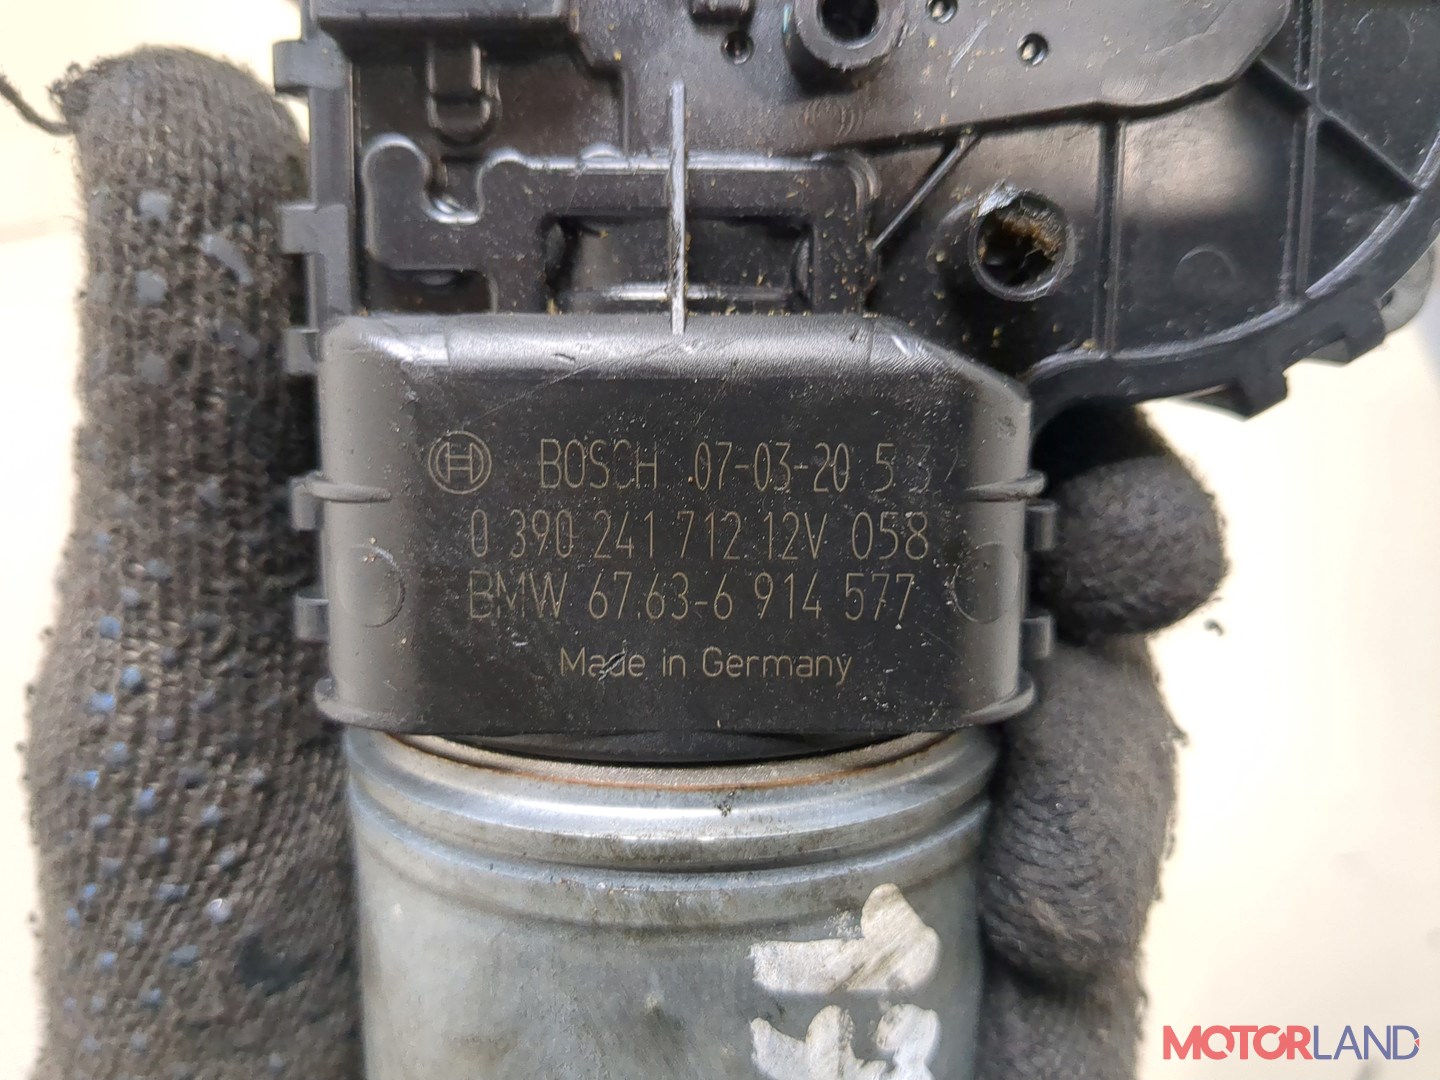 BOSCH 07-03-20 5 32
0 390 241 712 12V 058
BMW 67.63-6 914 577
Made in Germany
MOTORLAND